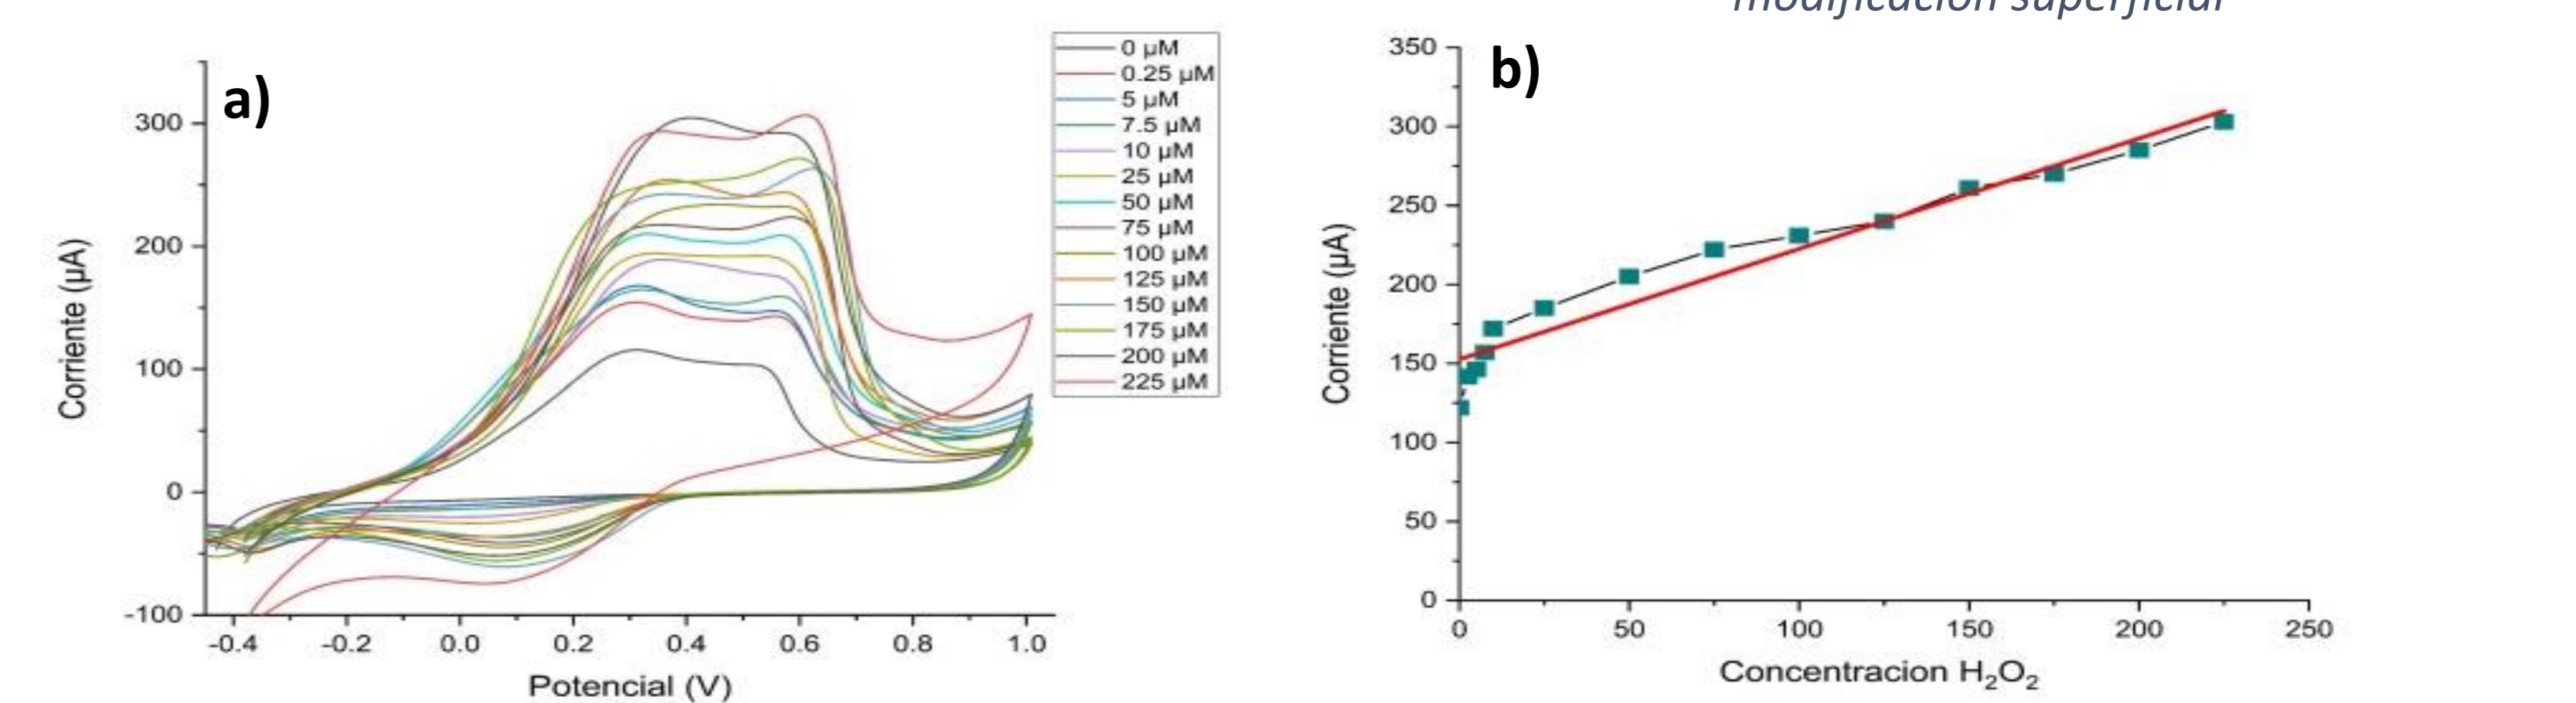 modificación superficial
a)
Corriente (µA)
300
200
100
0
-100
-0.4 -0.2 0.0 0.2 0.4 0.6 0.8 1.0
Potencial (V)
0 µM
0.25 µM
5 µM
7.5 µM
10 µM
25 µM
50 µM
75 µM
100 µM
125 µM
150 µM
175 µM
200 µM
225 µM
b)
Corriente (µA)
350
300
250
200
150
100
50
0
0 50 100 150 200 250
Concentracion H₂O₂